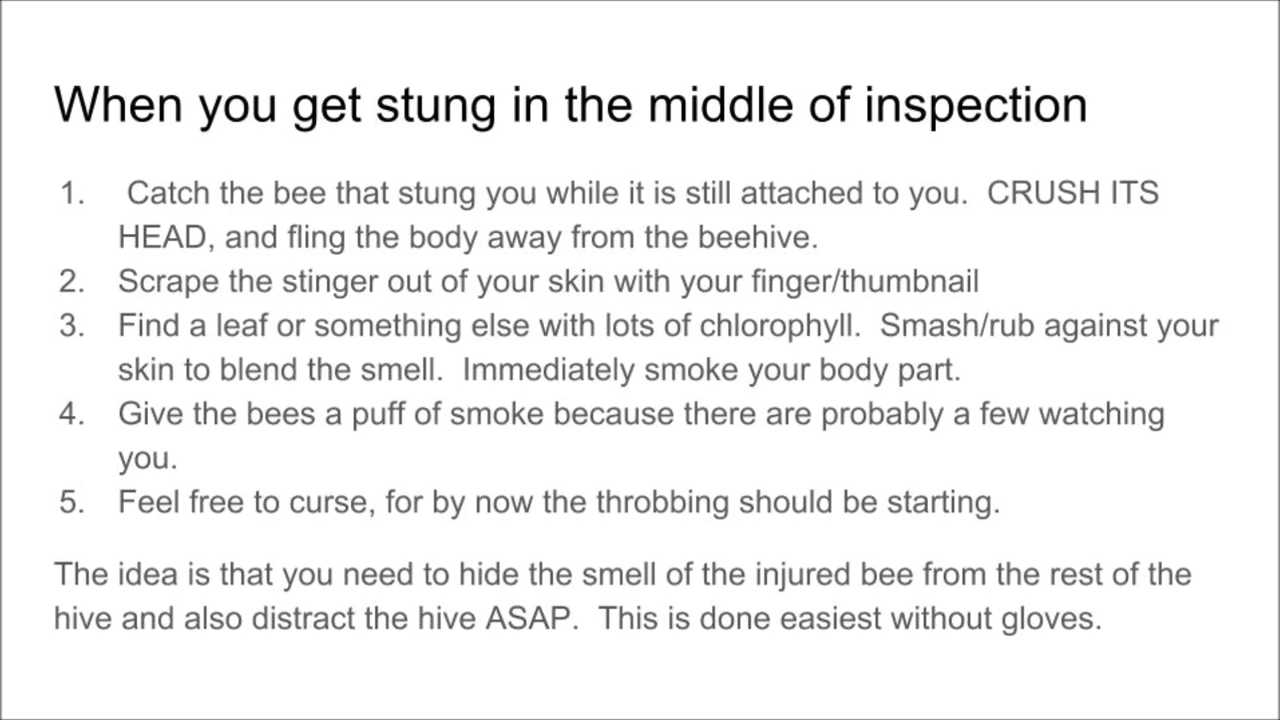 When you get stung in the middle of inspection
1. Catch the bee that stung you while it is still attached to you.  CRUSH ITS
HEAD, and fling the body away from the beehive.
2. Scrape the stinger out of your skin with your finger/thumbnail
3. Find a leaf or something else with lots of chlorophyll.  Smash/rub against your
skin to blend the smell.  Immediately smoke your body part.
4. Give the bees a puff of smoke because there are probably a few watching
you.
5. Feel free to curse, for by now the throbbing should be starting.
The idea is that you need to hide the smell of the injured bee from the rest of the
hive and also distract the hive ASAP.  This is done easiest without gloves.